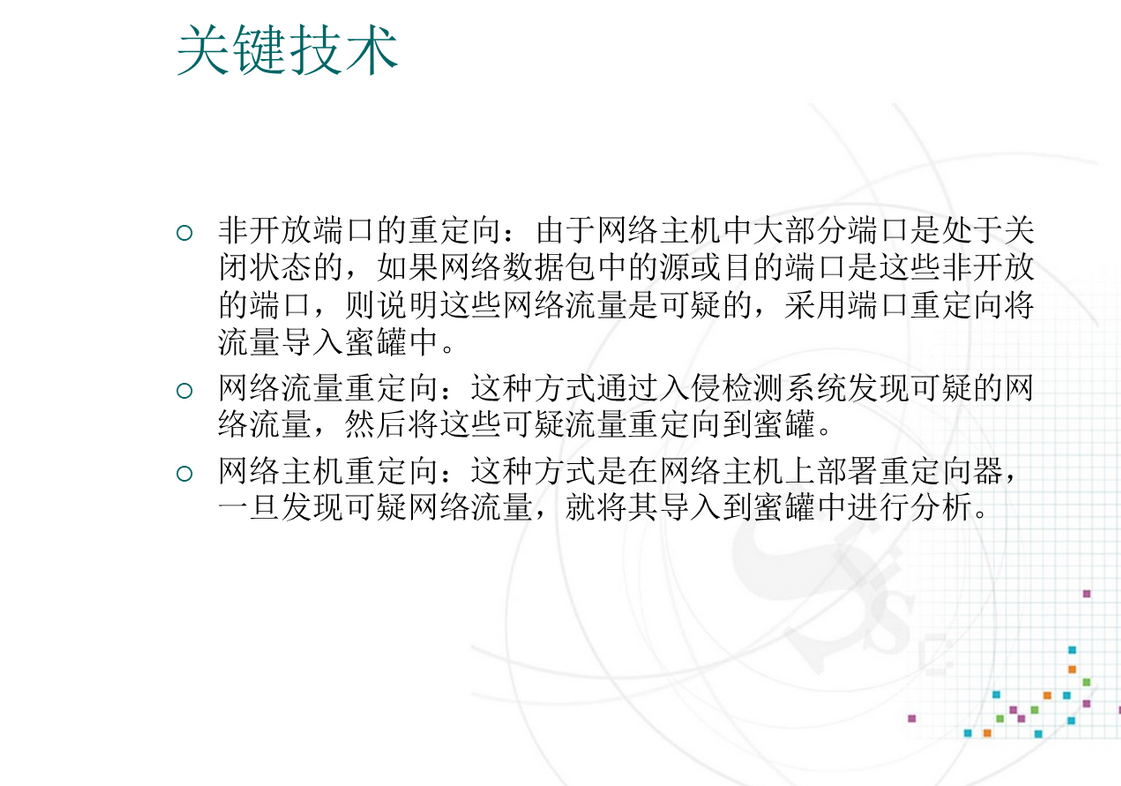 关键技术
非开放端口的重定向：由于网络主机中大部分端口是处于关
闭状态的，如果网络数据包中的源或目的端口是这些非开放
的端口，则说明这些网络流量是可疑的，采用端口重定向将
流量导入蜜罐中。
网络流量重定向：这种方式通过入侵检测系统发现可疑的网
络流量，然后将这些可疑流量重定向到蜜罐。
网络主机重定向：这种方式是在网络主机上部署重定向器，
一旦发现可疑网络流量，就将其导入到蜜罐中进行分析。